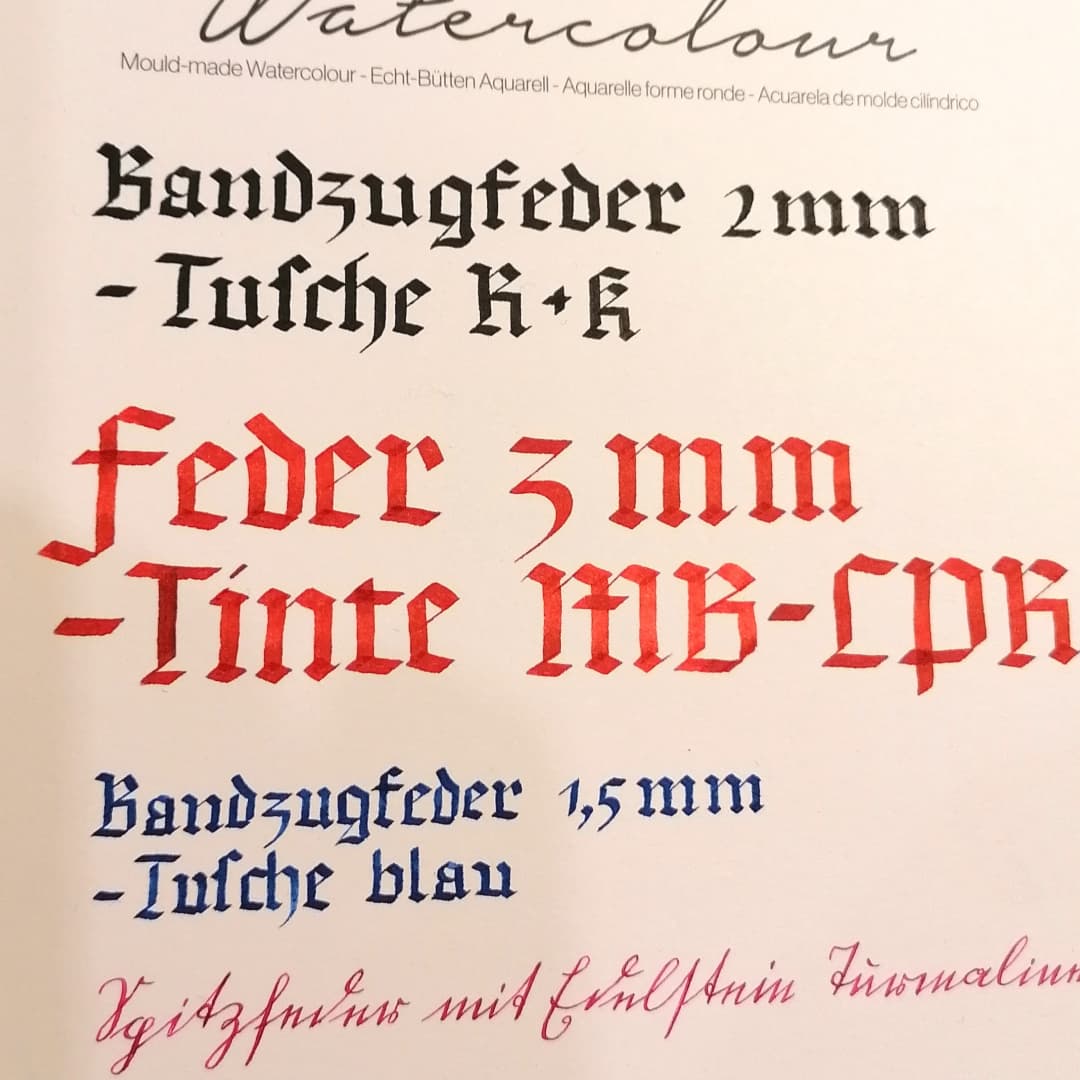 Watercolour
Mould-made Watercolour - Echt-Bütten Aquarell - Aquarelle forme ronde - Acuarela de molde cilíndrico
Bandzugfeder 2mm
- Tuſche R+K
Feder 3mm
-Tinte MB-CPR
Bandzugfeder 1,5mm
-Tuſche blau
Spitzfeder mit Edelſtein Turmalin